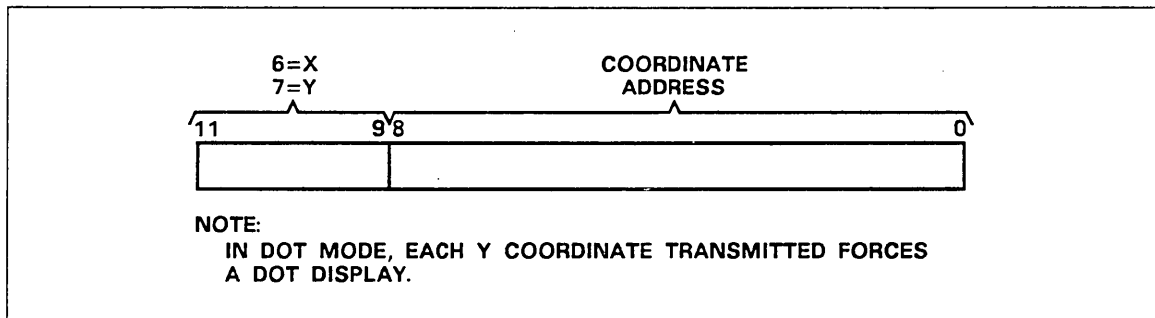 6=X
7=Y
COORDINATE
ADDRESS
11 9 8 0
NOTE:
IN DOT MODE, EACH Y COORDINATE TRANSMITTED FORCES
A DOT DISPLAY.